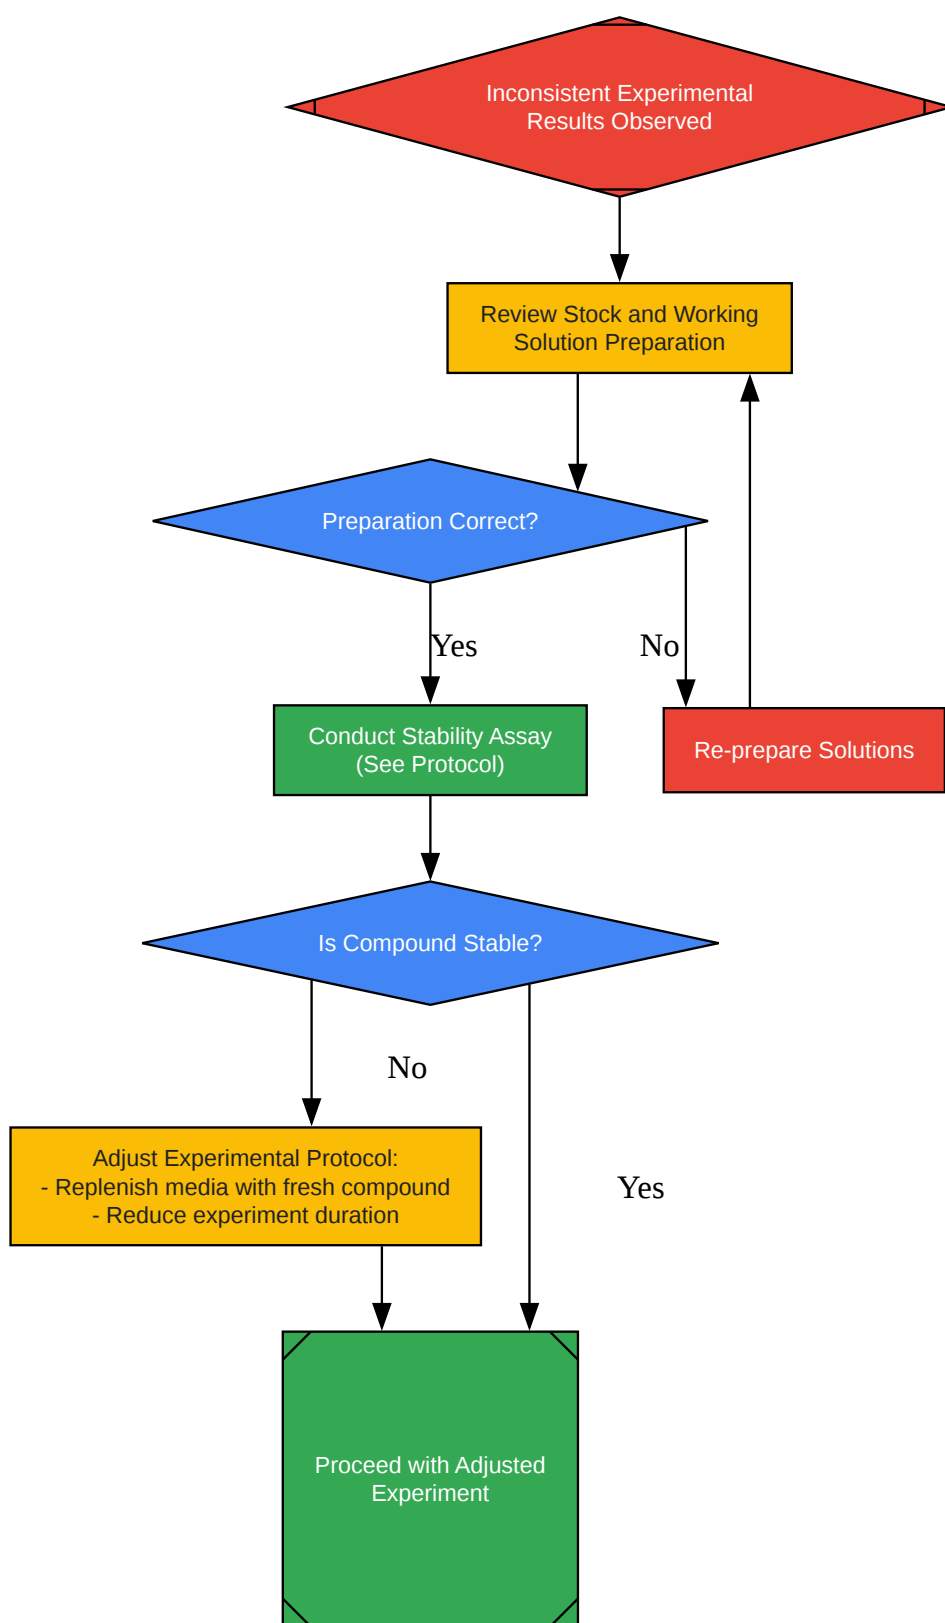 Inconsistent Experimental
Results Observed
Review Stock and Working
Solution Preparation
Preparation Correct?
Yes
No
Conduct Stability Assay
(See Protocol)
Re-prepare Solutions
Is Compound Stable?
No
Adjust Experimental Protocol:
- Replenish media with fresh compound
- Reduce experiment duration
Yes
Proceed with Adjusted
Experiment